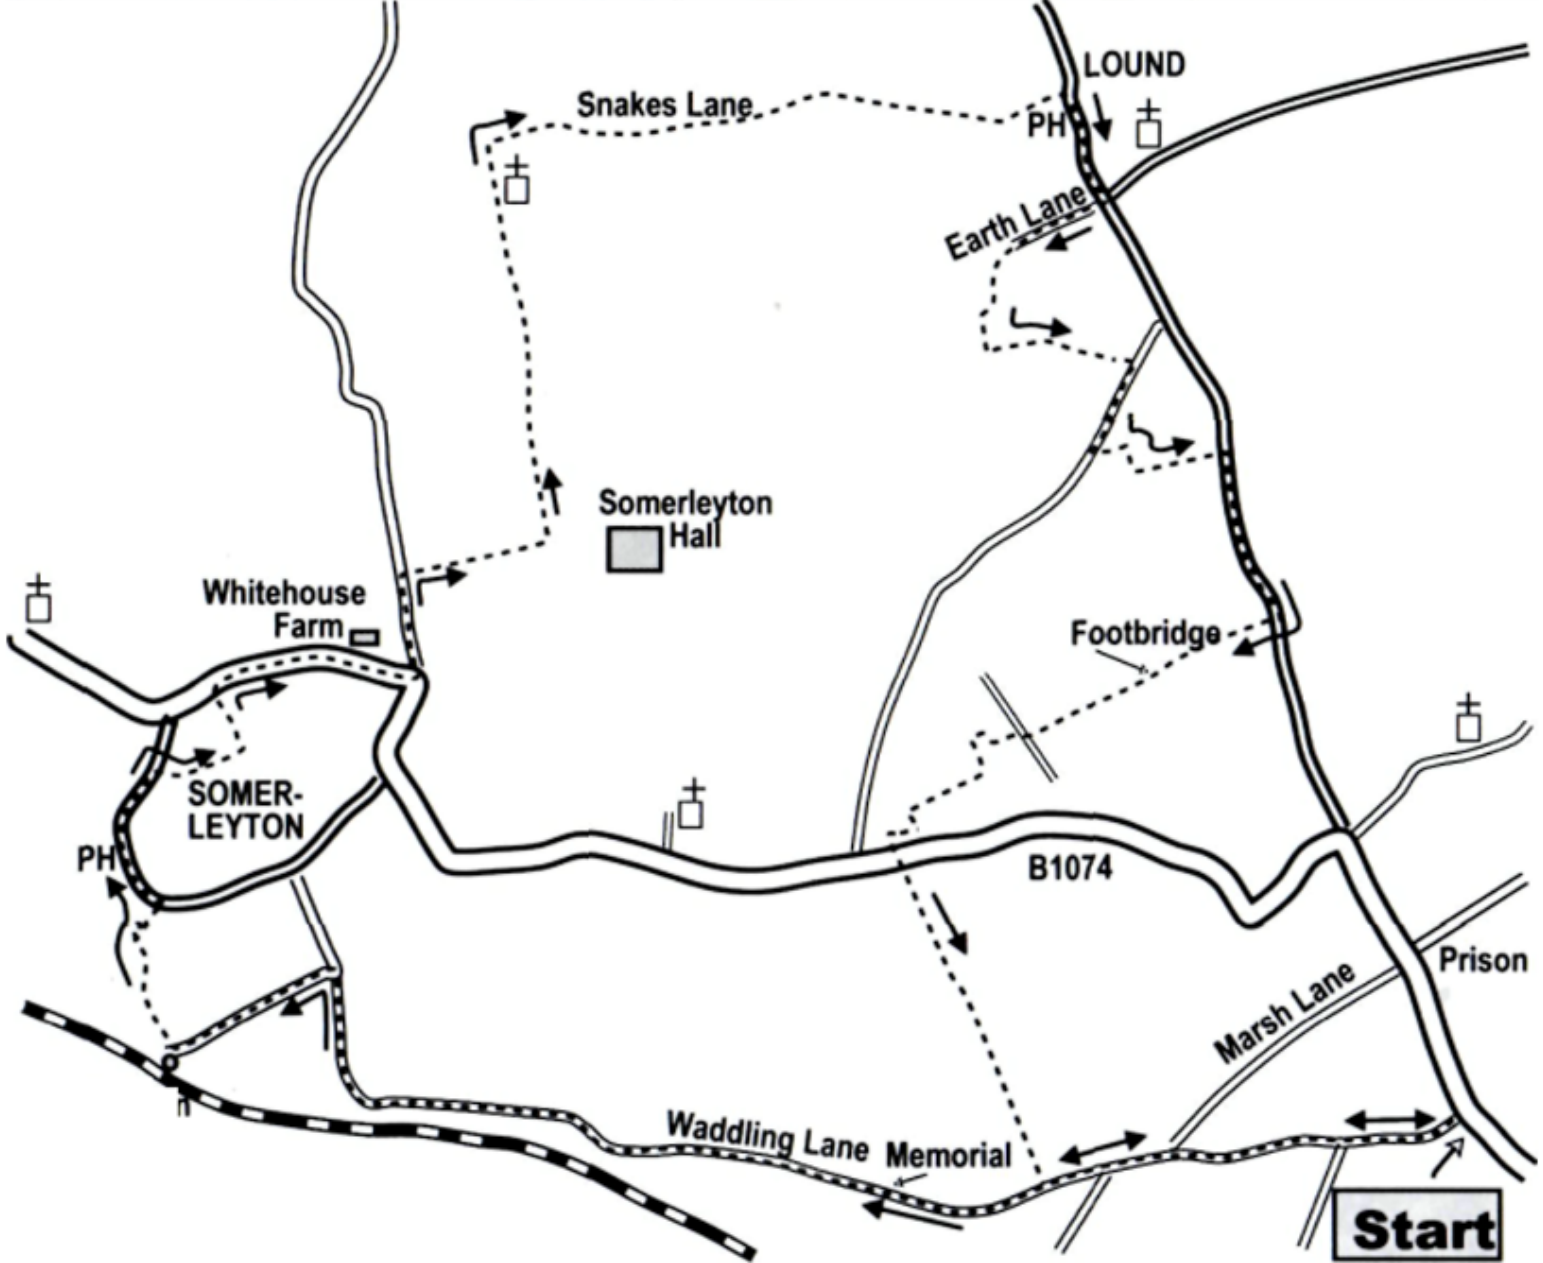 LOUND
Snakes Lane
PH
Earth Lane
Somerleyton
Hall
Whitehouse
Farm
Footbridge
SOMER-
LEYTON
PH
B1074
Prison
Marsh Lane
Waddling Lane
Memorial
n
Start